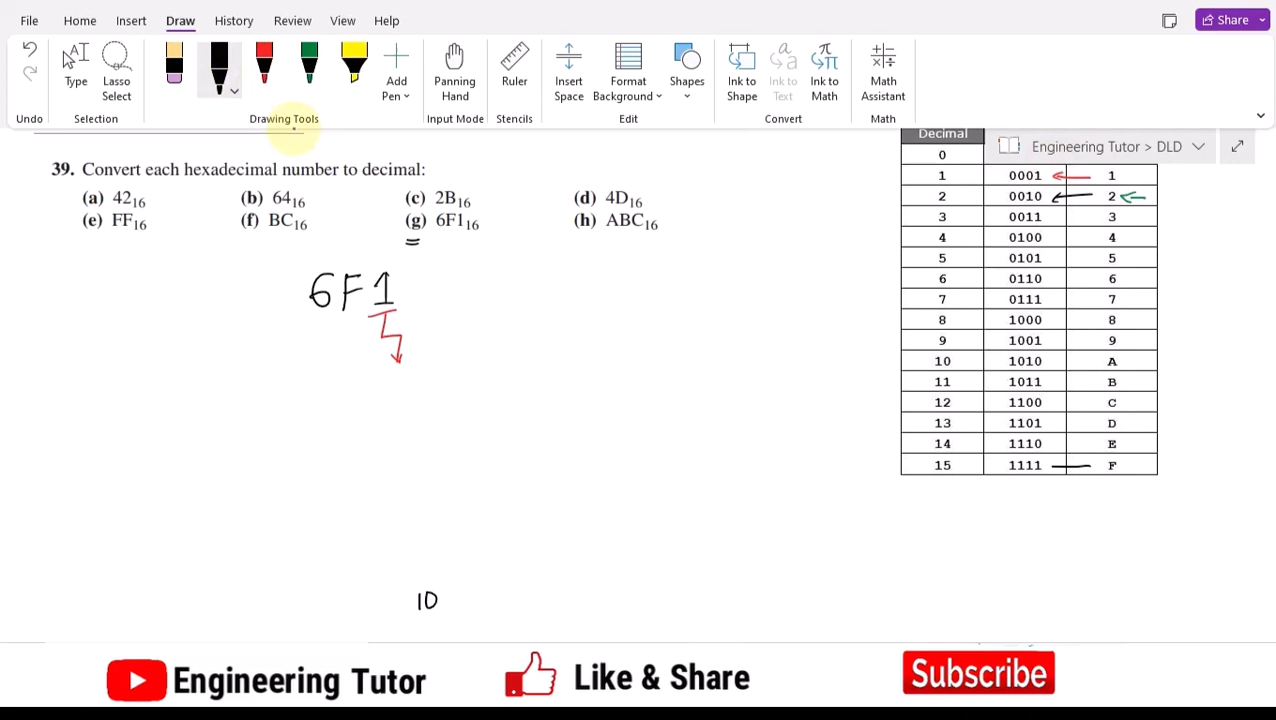 File Home Insert Draw History Review View Help Share
Undo
Type
Lasso Select
Add Pen
Panning Hand
Ruler
Insert Space
Format Background
Shapes
Ink to Shape
Ink to Text
Ink to Math
Math Assistant
Undo Selection Drawing Tools Input Mode Stencils Edit Convert Math
Engineering Tutor > DLD
39. Convert each hexadecimal number to decimal:
(a) 42₁₆ (b) 64₁₆ (c) 2B₁₆ (d) 4D₁₆
(e) FF₁₆ (f) BC₁₆ (g) 6F1₁₆ (h) ABC₁₆
6F1
10
Decimal
0
1 0001 1
2 0010 2
3 0011 3
4 0100 4
5 0101 5
6 0110 6
7 0111 7
8 1000 8
9 1001 9
10 1010 A
11 1011 B
12 1100 C
13 1101 D
14 1110 E
15 1111 F
Engineering Tutor Like & Share Subscribe